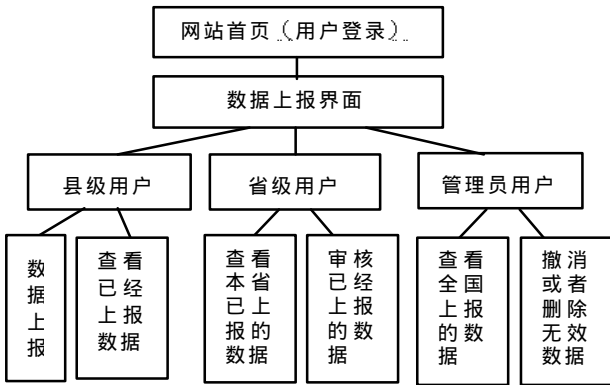 网站首页（用户登录）
数据上报界面
县级用户
省级用户
管理员用户
数据上报
查看
已经
上报
数据
查看
本省
已上
报的
数据
审核
已经
上报
的数
据
查看
全国
上报
的数
据
撤消
或者
删除
无效
数据